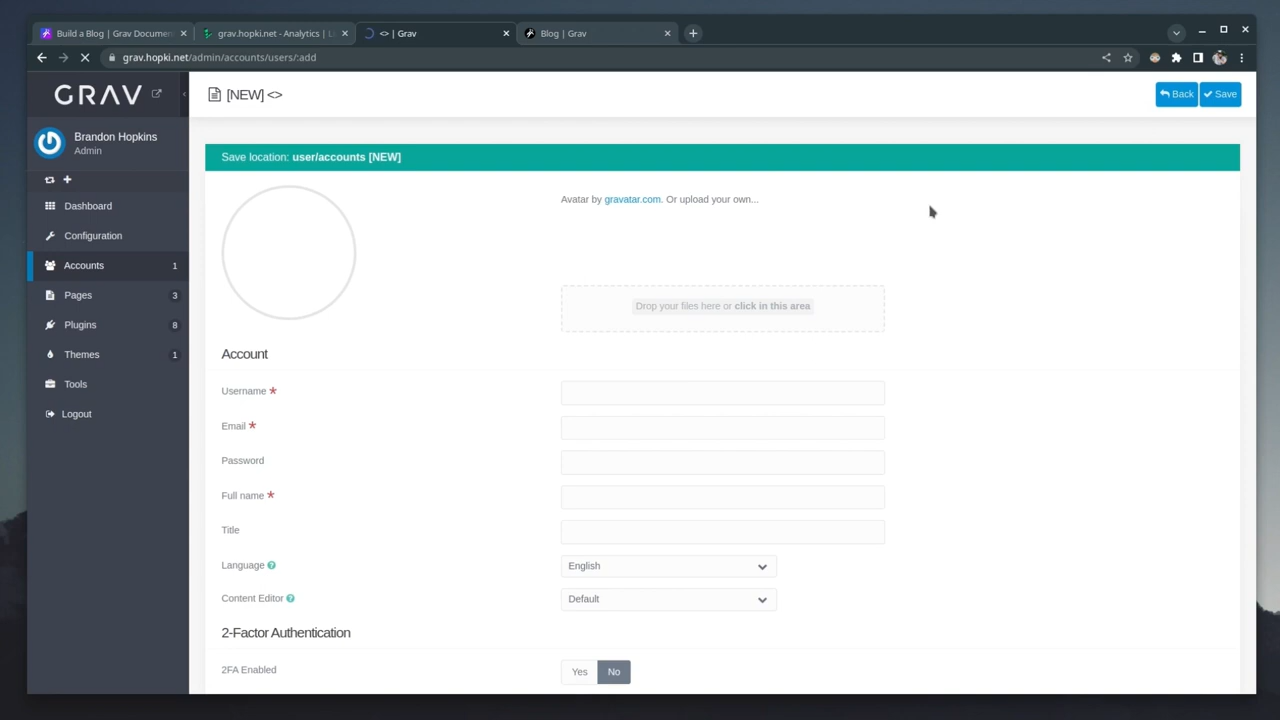 Build a Blog | Grav Documen
grav.hopki.net - Analytics | L
<> | Grav
Blog | Grav
grav.hopki.net/admin/accounts/users/:add
GRAV
[NEW] <>
Back
Save
Brandon Hopkins
Admin
Save location: user/accounts [NEW]
Avatar by gravatar.com. Or upload your own...
Dashboard
Configuration
Accounts 1
Pages 3
Plugins 8
Themes 1
Tools
Logout
Drop your files here or click in this area
Account
Username *
Email *
Password
Full name *
Title
Language ?
English
Content Editor ?
Default
2-Factor Authentication
2FA Enabled
Yes
No